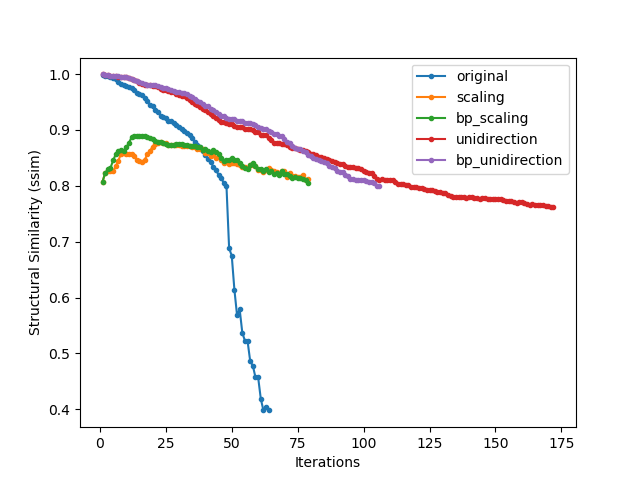 1.0
0.9
0.8
0.7
0.6
0.5
0.4
Structural Similarity (ssim)
original
scaling
bp_scaling
unidirection
bp_unidirection
0 25 50 75 100 125 150 175
Iterations